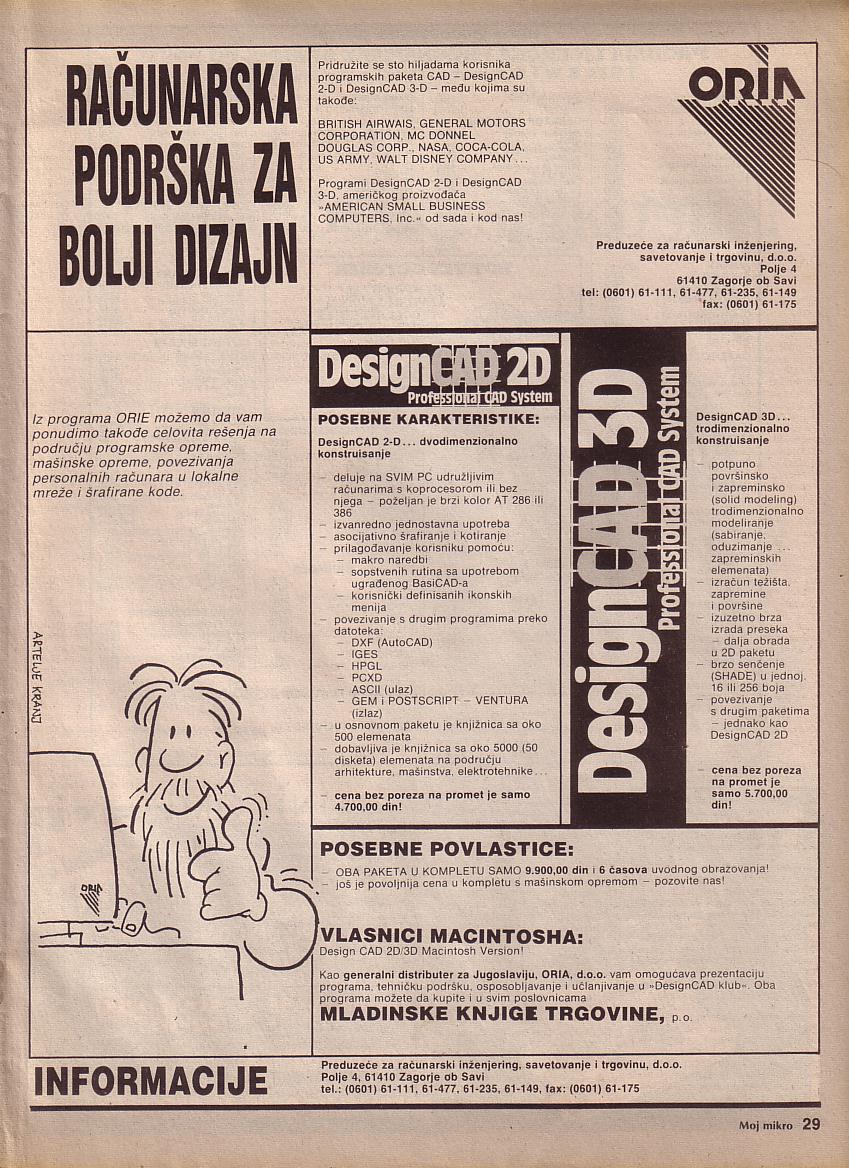 RAČUNARSKA
PODRŠKA ZA
BOLJI DIZAJN
Pridružite se sto hiljadama korisnika
programskih paketa CAD – DesignCAD
2-D i DesignCAD 3-D – među kojima su
takođe:
BRITISH AIRWAIS, GENERAL MOTORS
CORPORATION, MC DONNEL
DOUGLAS CORP., NASA, COCA-COLA,
US ARMY, WALT DISNEY COMPANY...
Programi DesignCAD 2-D i DesignCAD
3-D, američkog proizvođača
»AMERICAN SMALL BUSINESS
COMPUTERS, Inc.« od sada i kod nas!
ORIA
Preduzeće za računarski inženjering,
savetovanje i trgovinu, d.o.o.
Polje 4
61410 Zagorje ob Savi
tel: (0601) 61-111, 61-477, 61-235, 61-149
fax: (0601) 61-175
Iz programa ORIE možemo da vam
ponudimo takođe celovita rešenja na
području programske opreme,
mašinske opreme, povezivanja
personalnih računara u lokalne
mreže i šrafirane kode.
ARTELJE KRANJ
ORIA
DesignCAD 2D
Professional CAD System
POSEBNE KARAKTERISTIKE:
DesignCAD 2-D... dvodimenzionalno
konstruisanje
– deluje na SVIM PC udružljivim
računarima s koprocesorom ili bez
njega – poželjan je brzi kolor AT 286 ili
386
– izvanredno jednostavna upotreba
– asocijativno šrafiranje i kotiranje
– prilagođavanje korisniku pomoću:
– makro naredbi
– sopstvenih rutina sa upotrebom
ugrađenog BasiCAD-a
– korisnički definisanih ikonskih
menija
– povezivanje s drugim programima preko
datoteka:
– DXF (AutoCAD)
– IGES
– HPGL
– PCXD
– ASCII (ulaz)
– GEM i POSTSCRIPT – VENTURA
(izlaz)
– u osnovnom paketu je knjižnica sa oko
500 elemenata
– dobavljiva je knjižnica sa oko 5000 (50
disketa) elemenata na području
arhitekture, mašinstva, elektrotehnike...
– cena bez poreza na promet je samo
4.700,00 din!
DesignCAD 3D
Professional CAD System
DesignCAD 3D...
trodimenzionalno
konstruisanje
– potpuno
površinsko
i zapreminsko
(solid modeling)
trodimenzionalno
modeliranje
(sabiranje,
oduzimanje ...
zapreminskih
elemenata)
– izračun težišta,
zapremine
i površine
– izuzetno brza
izrada preseka
– dalja obrada
u 2D paketu
– brzo senčenje
(SHADE) u jednoj,
16 ili 256 boja
– povezivanje
s drugim paketima
– jednako kao
DesignCAD 2D
– cena bez poreza
na promet je
samo 5.700,00
din!
POSEBNE POVLASTICE:
– OBA PAKETA U KOMPLETU SAMO 9.900,00 din i 6 časova uvodnog obrazovanja!
– još je povoljnija cena u kompletu s mašinskom opremom – pozovite nas!
VLASNICI MACINTOSHA:
Design CAD 2D/3D Macintosh Version!
Kao generalni distributer za Jugoslaviju, ORIA, d.o.o. vam omogućava prezentaciju
programa, tehničku podršku, osposobljavanje i učlanjivanje u »DesignCAD klub«. Oba
programa možete da kupite i u svim poslovnicama
MLADINSKE KNJIGE TRGOVINE, p.o.
INFORMACIJE
Preduzeće za računarski inženjering, savetovanje i trgovinu, d.o.o.
Polje 4, 61410 Zagorje ob Savi
tel.: (0601) 61-111, 61-477, 61-235, 61-149, fax: (0601) 61-175
Moj mikro 29